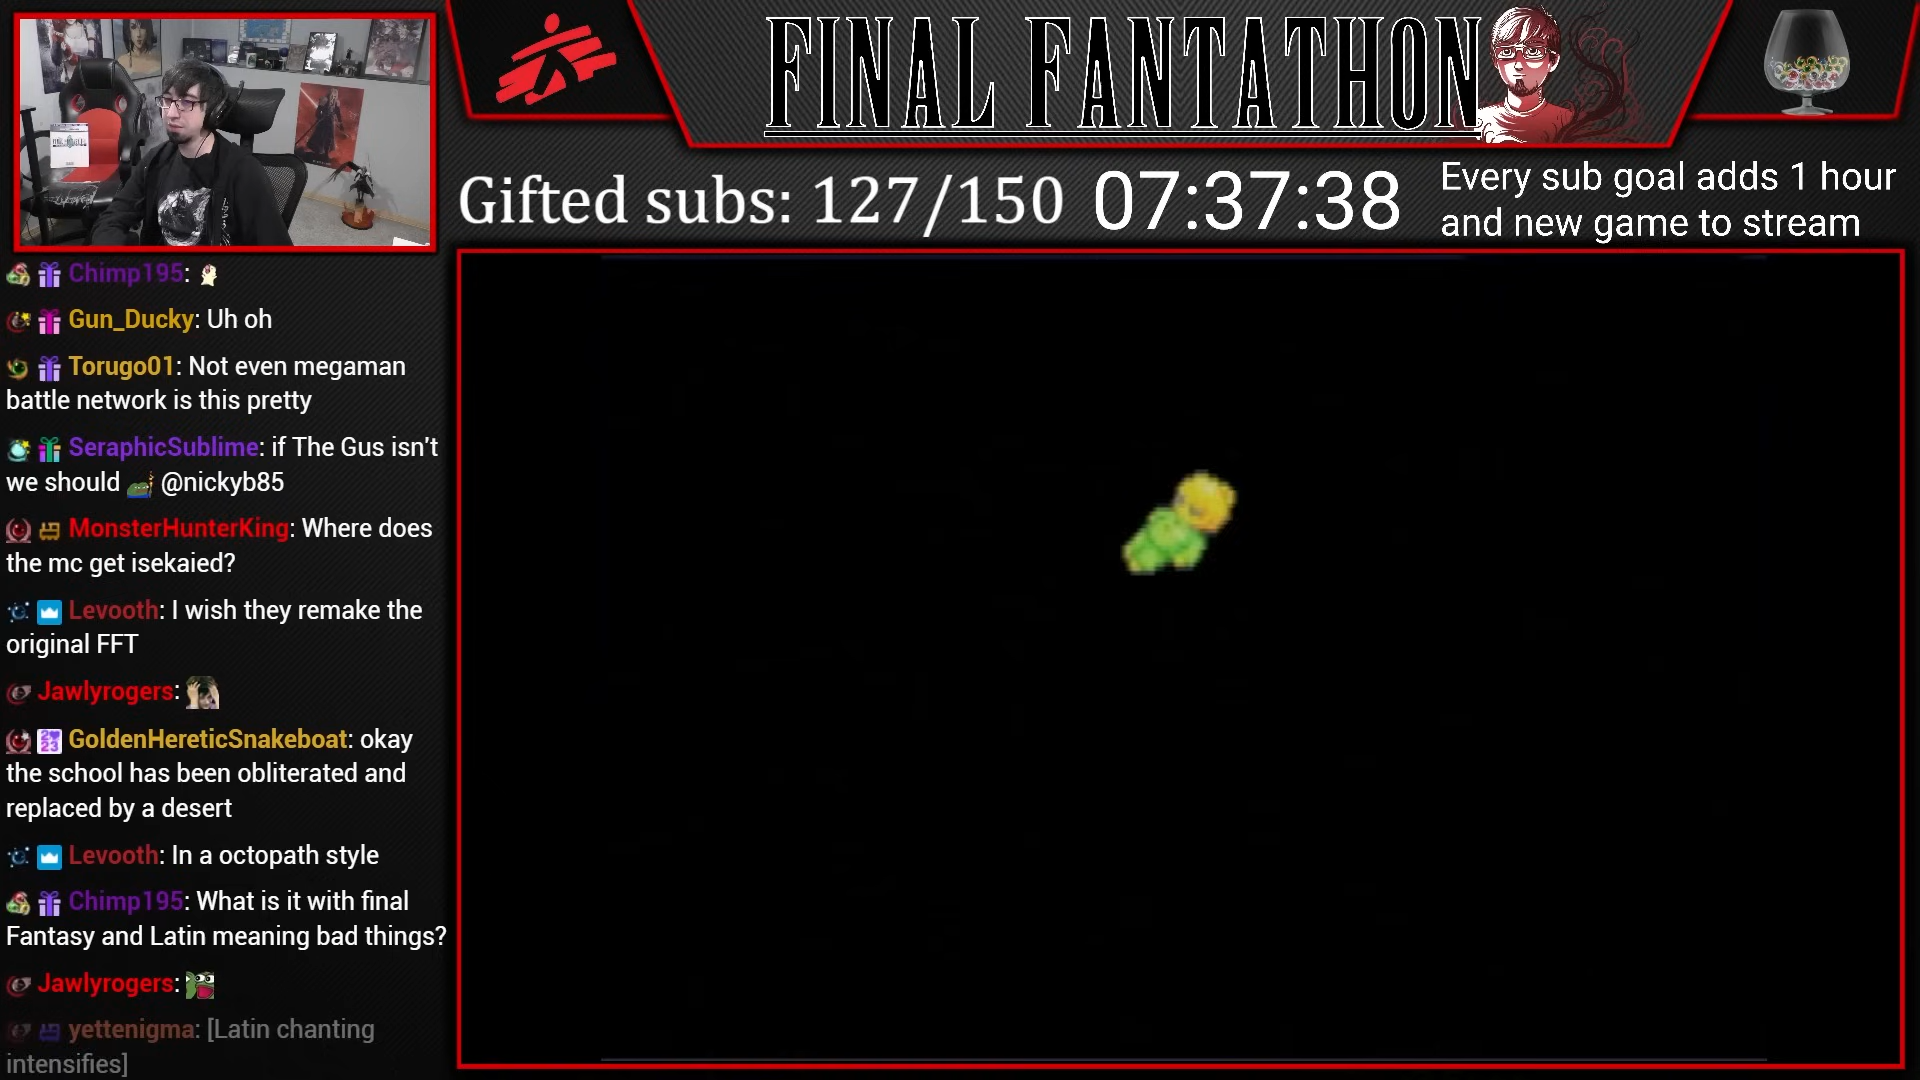 FINAL FANTATHON
Gifted subs: 127/150
07:37:38
Every sub goal adds 1 hour
and new game to stream
Chimp195:
Gun_Ducky: Uh oh
Torugo01: Not even megaman
battle network is this pretty
SeraphicSublime: if The Gus isn't
we should @nickyb85
MonsterHunterKing: Where does
the mc get isekaied?
Levooth: I wish they remake the
original FFT
Jawlyrogers:
GoldenHereticSnakeboat: okay
the school has been obliterated and
replaced by a desert
Levooth: In a octopath style
Chimp195: What is it with final
Fantasy and Latin meaning bad things?
Jawlyrogers:
yettenigma: [Latin chanting
intensifies]